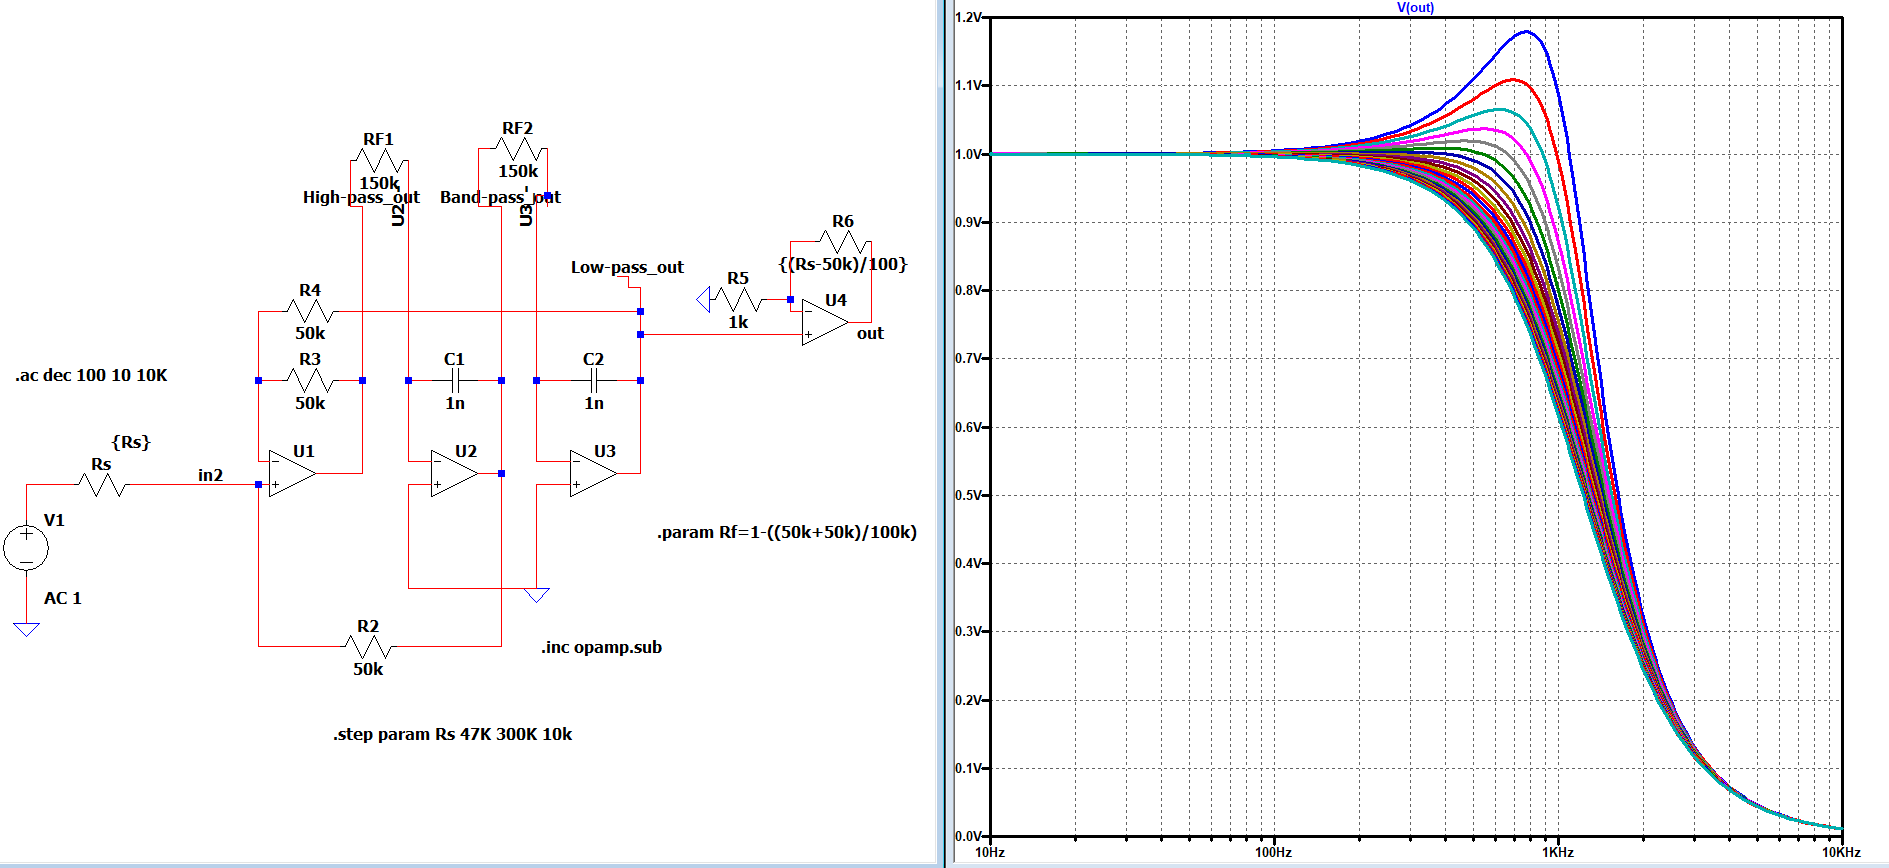 RF1
150k
High-pass_out
U2-
RF2
150k
Band-pass_out
U3-
R6
{(Rs-50k)/100}
Low-pass_out
R5
1k
U4
out
R4
50k
R3
50k
C1
1n
C2
1n
.ac dec 100 10 10K
{Rs}
Rs
in2
U1
U2
U3
V1
AC 1
.param Rf=1-((50k+50k)/100k)
R2
50k
.inc opamp.sub
.step param Rs 47K 300K 10k
V(out)
1.2V
1.1V
1.0V
0.9V
0.8V
0.7V
0.6V
0.5V
0.4V
0.3V
0.2V
0.1V
0.0V
10Hz
100Hz
1KHz
10KHz